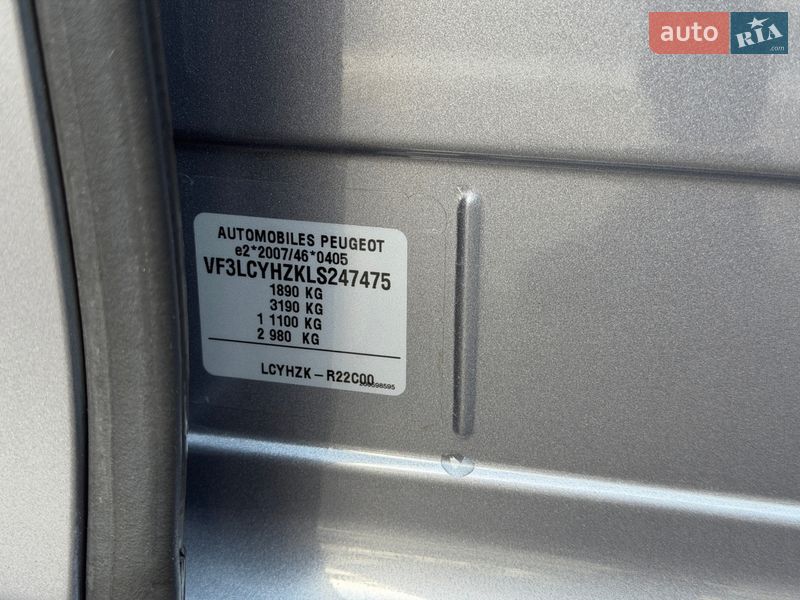 auto RIA
.com
AUTOMOBILES PEUGEOT
e2*2007/46*0405
VF3LCYHZKLS247475
1890 KG
3190 KG
1 1100 KG
2 980 KG
LCYHZK – R22C00